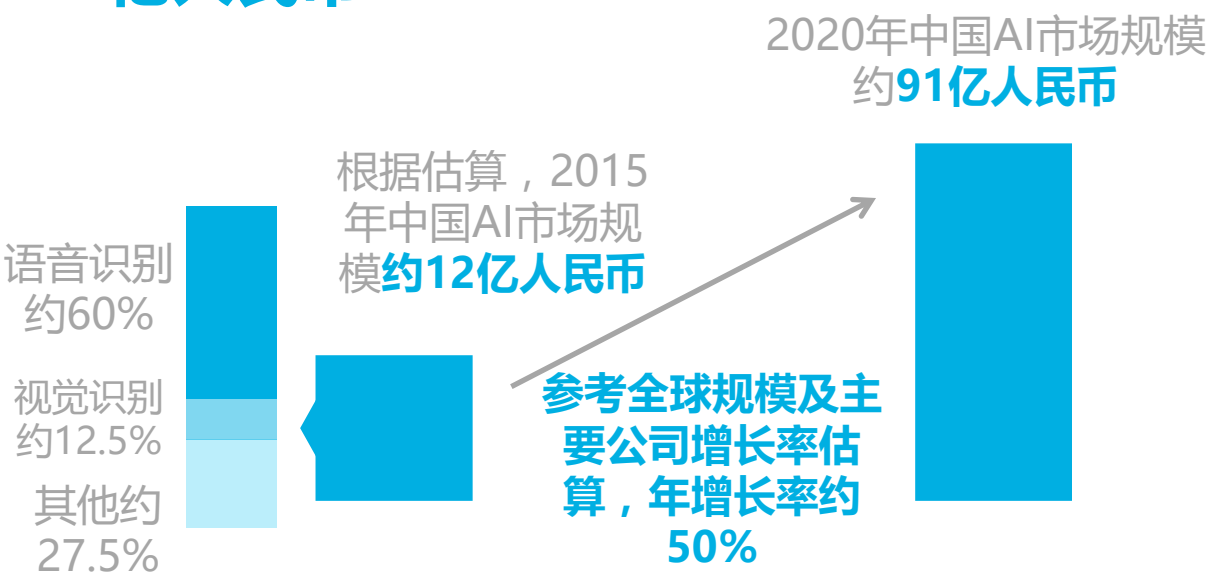 亿人民币
2020年中国AI市场规模
约91亿人民币
根据估算，2015
年中国AI市场规
模约12亿人民币
语音识别
约60%
视觉识别
约12.5%
其他约
27.5%
参考全球规模及主
要公司增长率估
算，年增长率约
50%